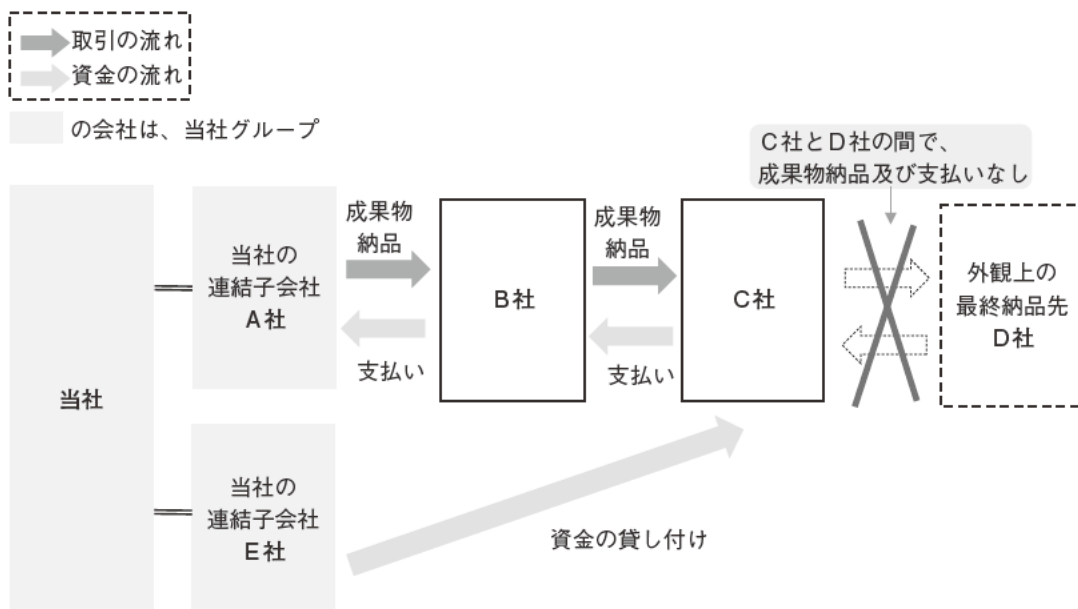 取引の流れ
資金の流れ
の会社は、当社グループ
C社とD社の間で、
成果物納品及び支払いなし
当社
当社の
連結子会社
A社
成果物
納品
支払い
B社
成果物
納品
支払い
C社
外観上の
最終納品先
D社
当社の
連結子会社
E社
資金の貸し付け